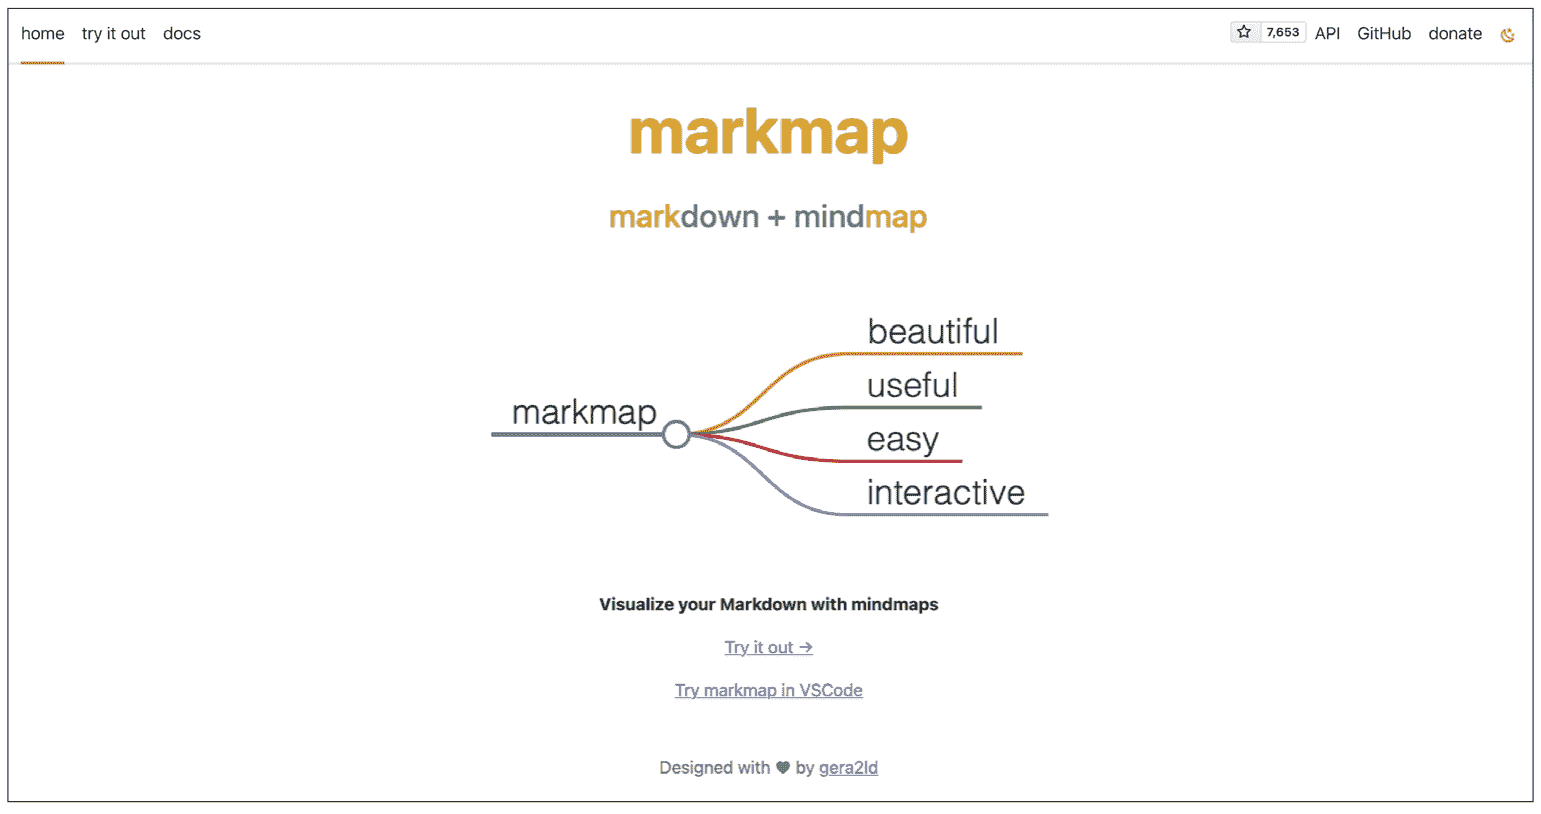 home try it out docs 7,653 API GitHub donate
markmap
markdown + mindmap
beautiful
useful
markmap
easy
interactive
Visualize your Markdown with mindmaps
Try it out →
Try markmap in VSCode
Designed with ♥ by gera2ld